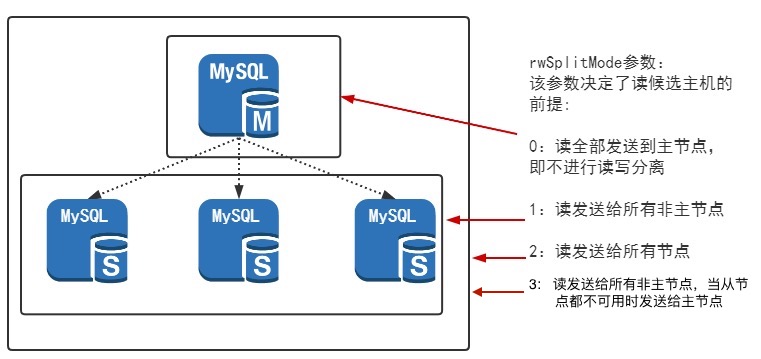 MySQL
M
MySQL
S
MySQL
S
MySQL
S
rwSplitMode参数：
该参数决定了读候选主机的
前提：
0：读全部发送到主节点，
即不进行读写分离
1：读发送给所有非主节点
2：读发送给所有节点
3：读发送给所有非主节点，当从节
点都不可用时发送给主节点